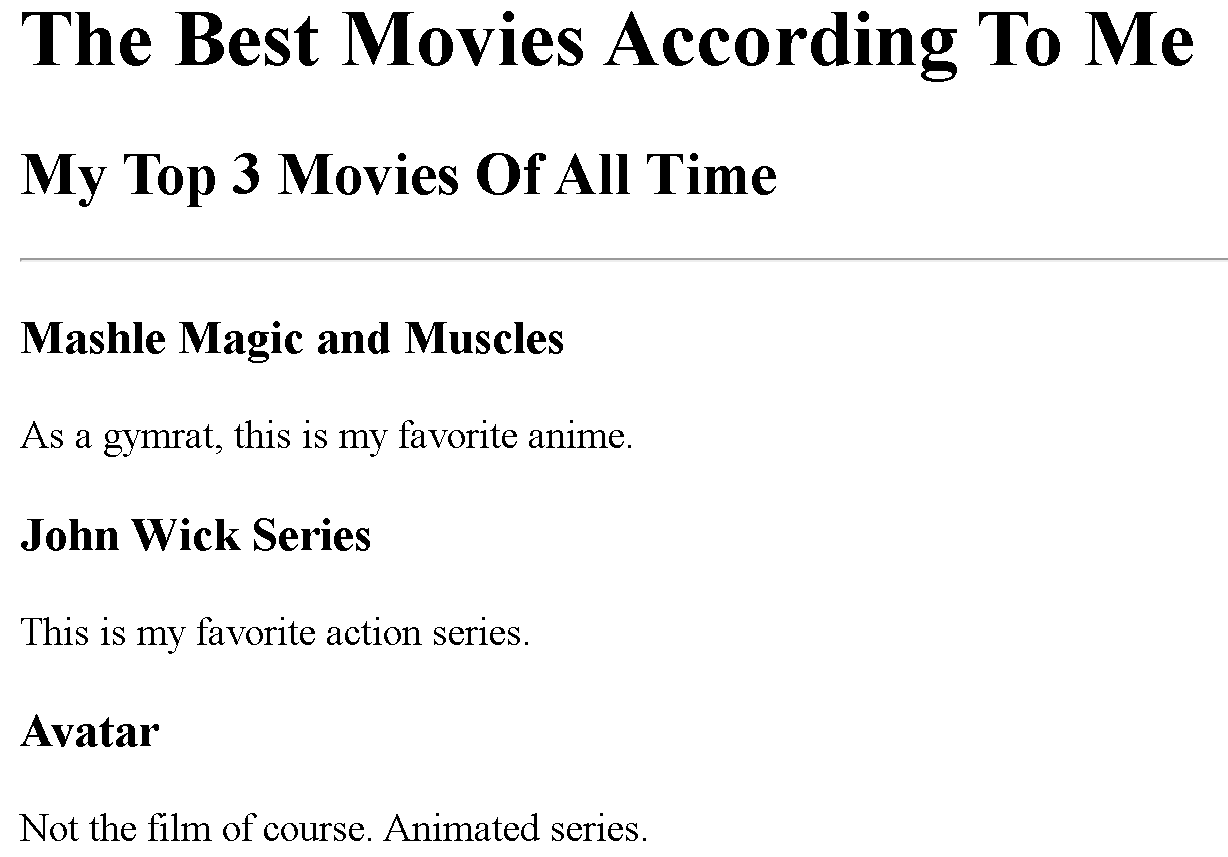 The Best Movies According To Me
My Top 3 Movies Of All Time
Mashle Magic and Muscles
As a gymrat, this is my favorite anime.
John Wick Series
This is my favorite action series.
Avatar
Not the film of course. Animated series.